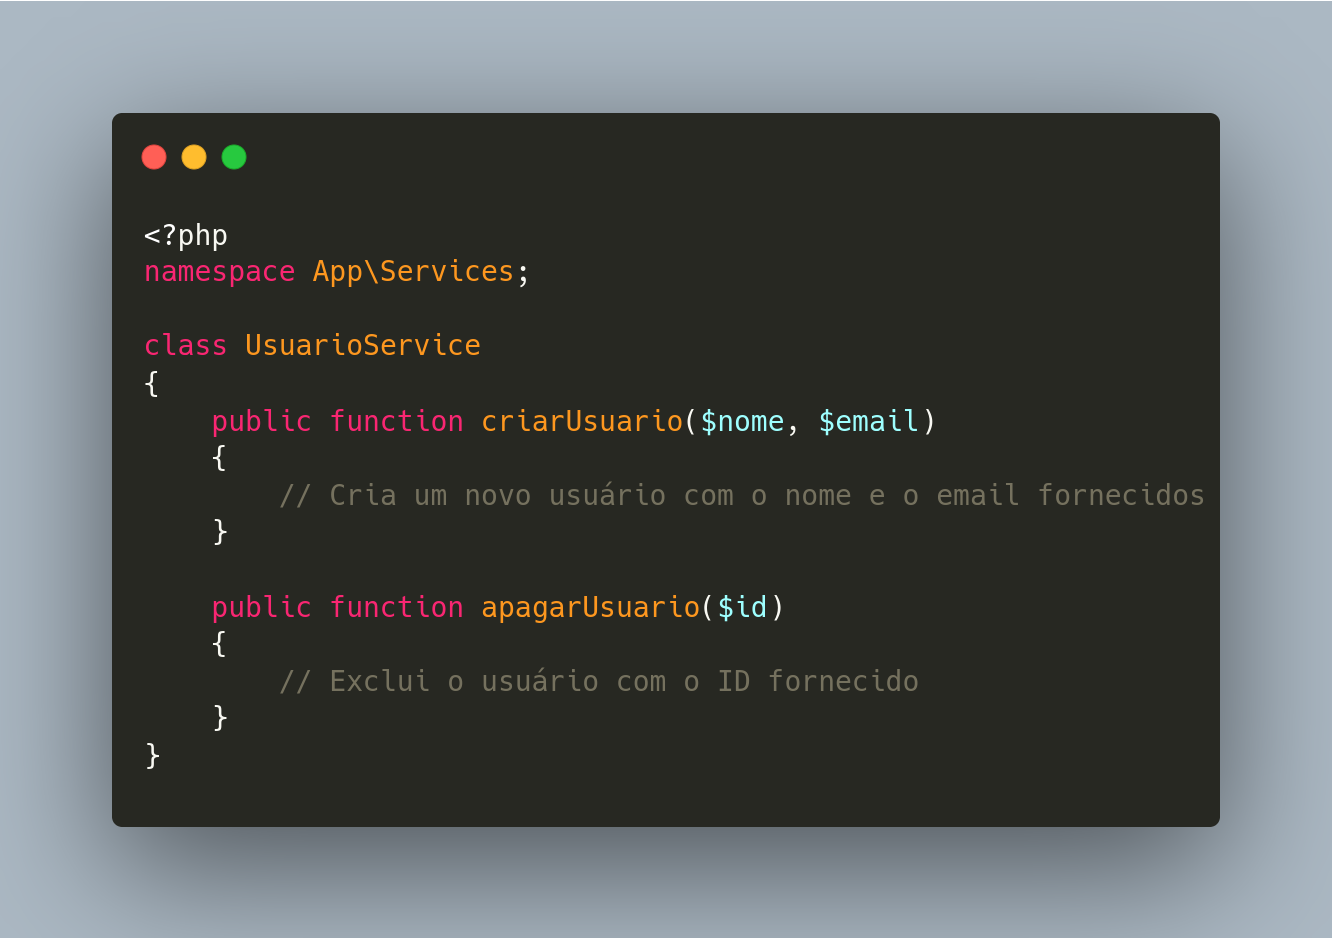 <?php
namespace App\Services;
class UsuarioService
{
    public function criarUsuario($nome, $email)
    {
        // Cria um novo usuário com o nome e o email fornecidos
    }
    public function apagarUsuario($id)
    {
        // Exclui o usuário com o ID fornecido
    }
}